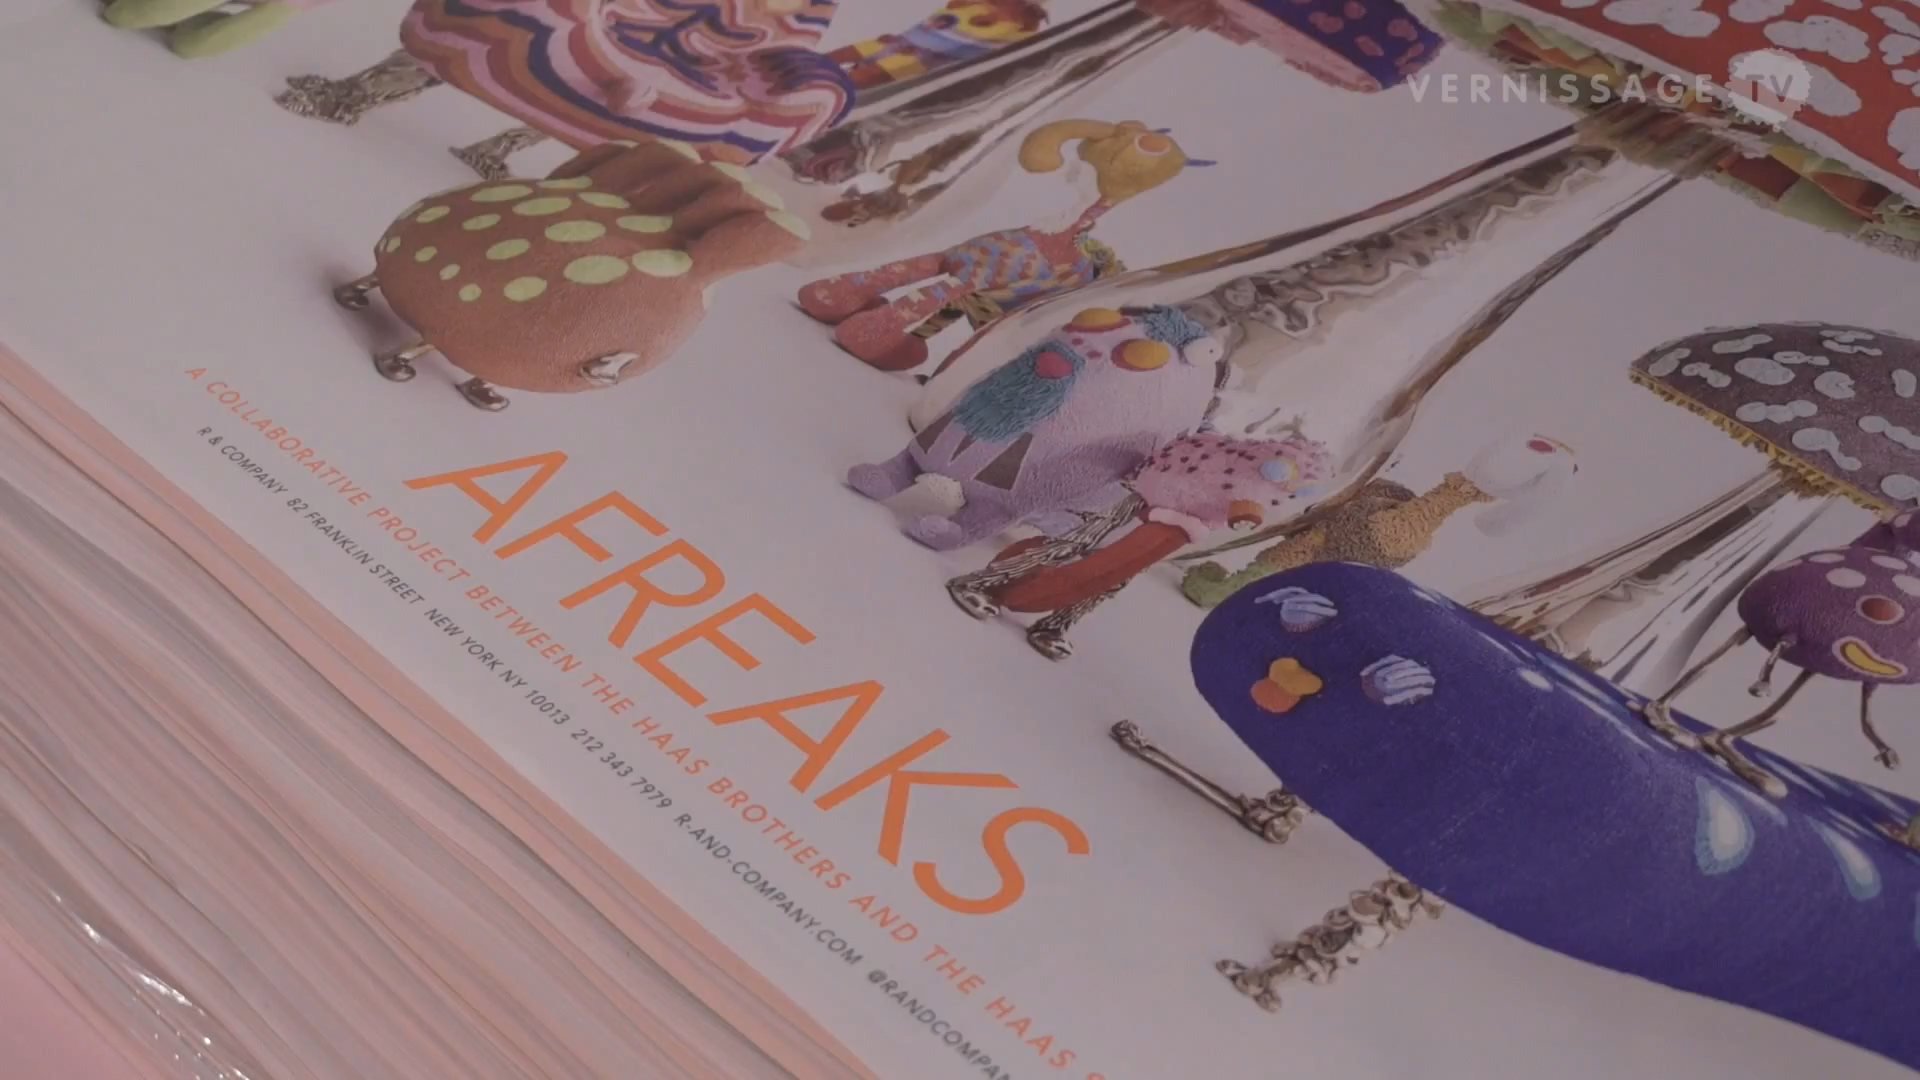 VERNISSAGE TV
AFREAKS
A COLLABORATIVE PROJECT BETWEEN THE HAAS BROTHERS AND THE HAAS
R & COMPANY 82 FRANKLIN STREET NEW YORK NY 10013 212 343 7979 R-AND-COMPANY.COM @RANDCOMPAN